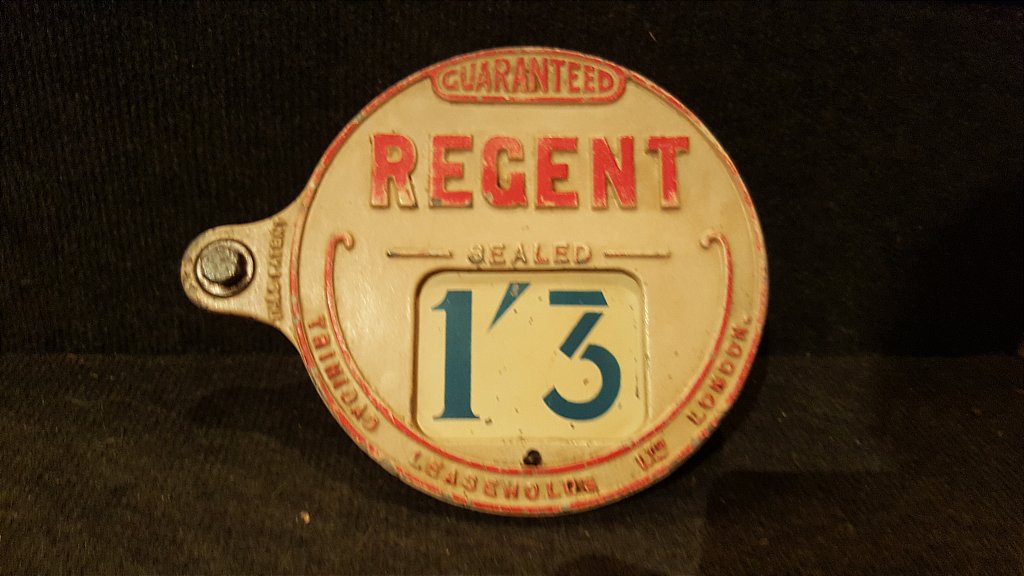 GUARANTEED
REGENT
SEALED
1'3
TRINIDAD LEASEHOLDS LTD LONDON.